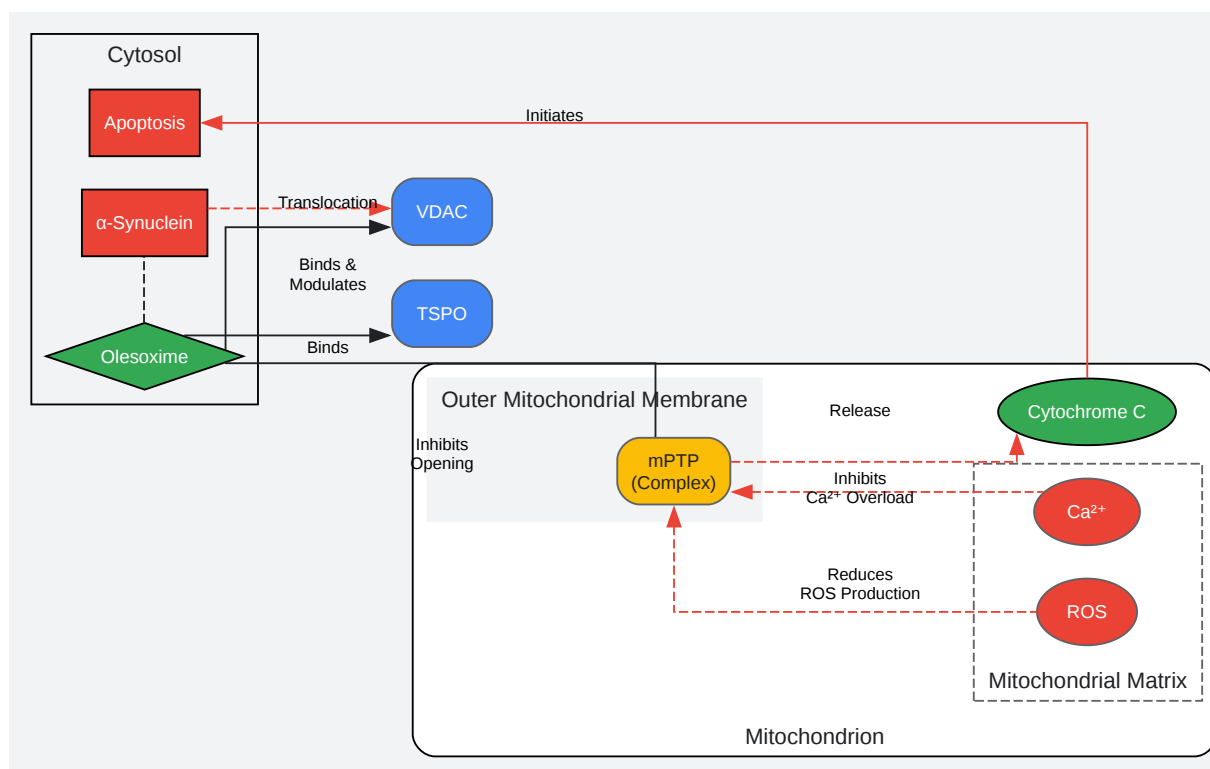 Cytosol
Apoptosis
Initiates
α-Synuclein
Translocation
VDAC
Binds &
Modulates
TSPO
Olesoxime
Binds
Outer Mitochondrial Membrane
Release
Cytochrome C
Inhibits
Opening
mPTP
(Complex)
Inhibits
Ca²⁺ Overload
Ca²⁺
Reduces
ROS Production
ROS
Mitochondrial Matrix
Mitochondrion